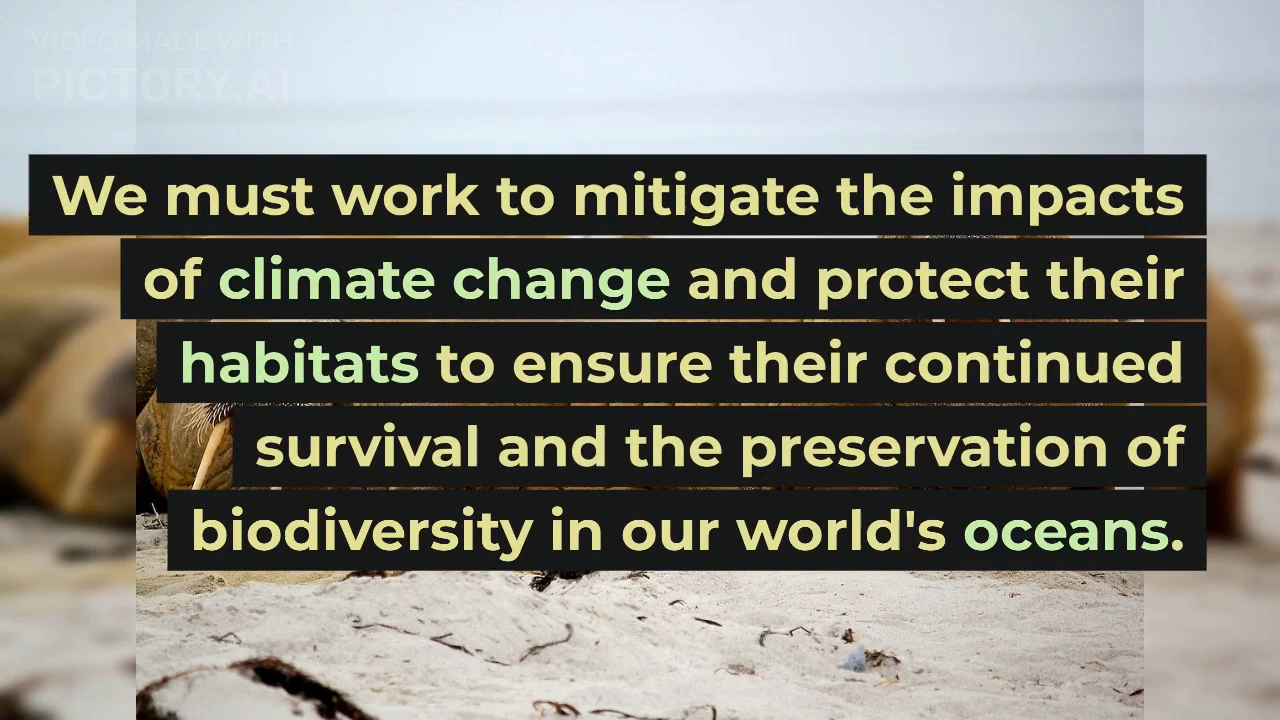 VIDEO MADE WITH
PICTORY.AI
We must work to mitigate the impacts
of climate change and protect their
habitats to ensure their continued
survival and the preservation of
biodiversity in our world's oceans.